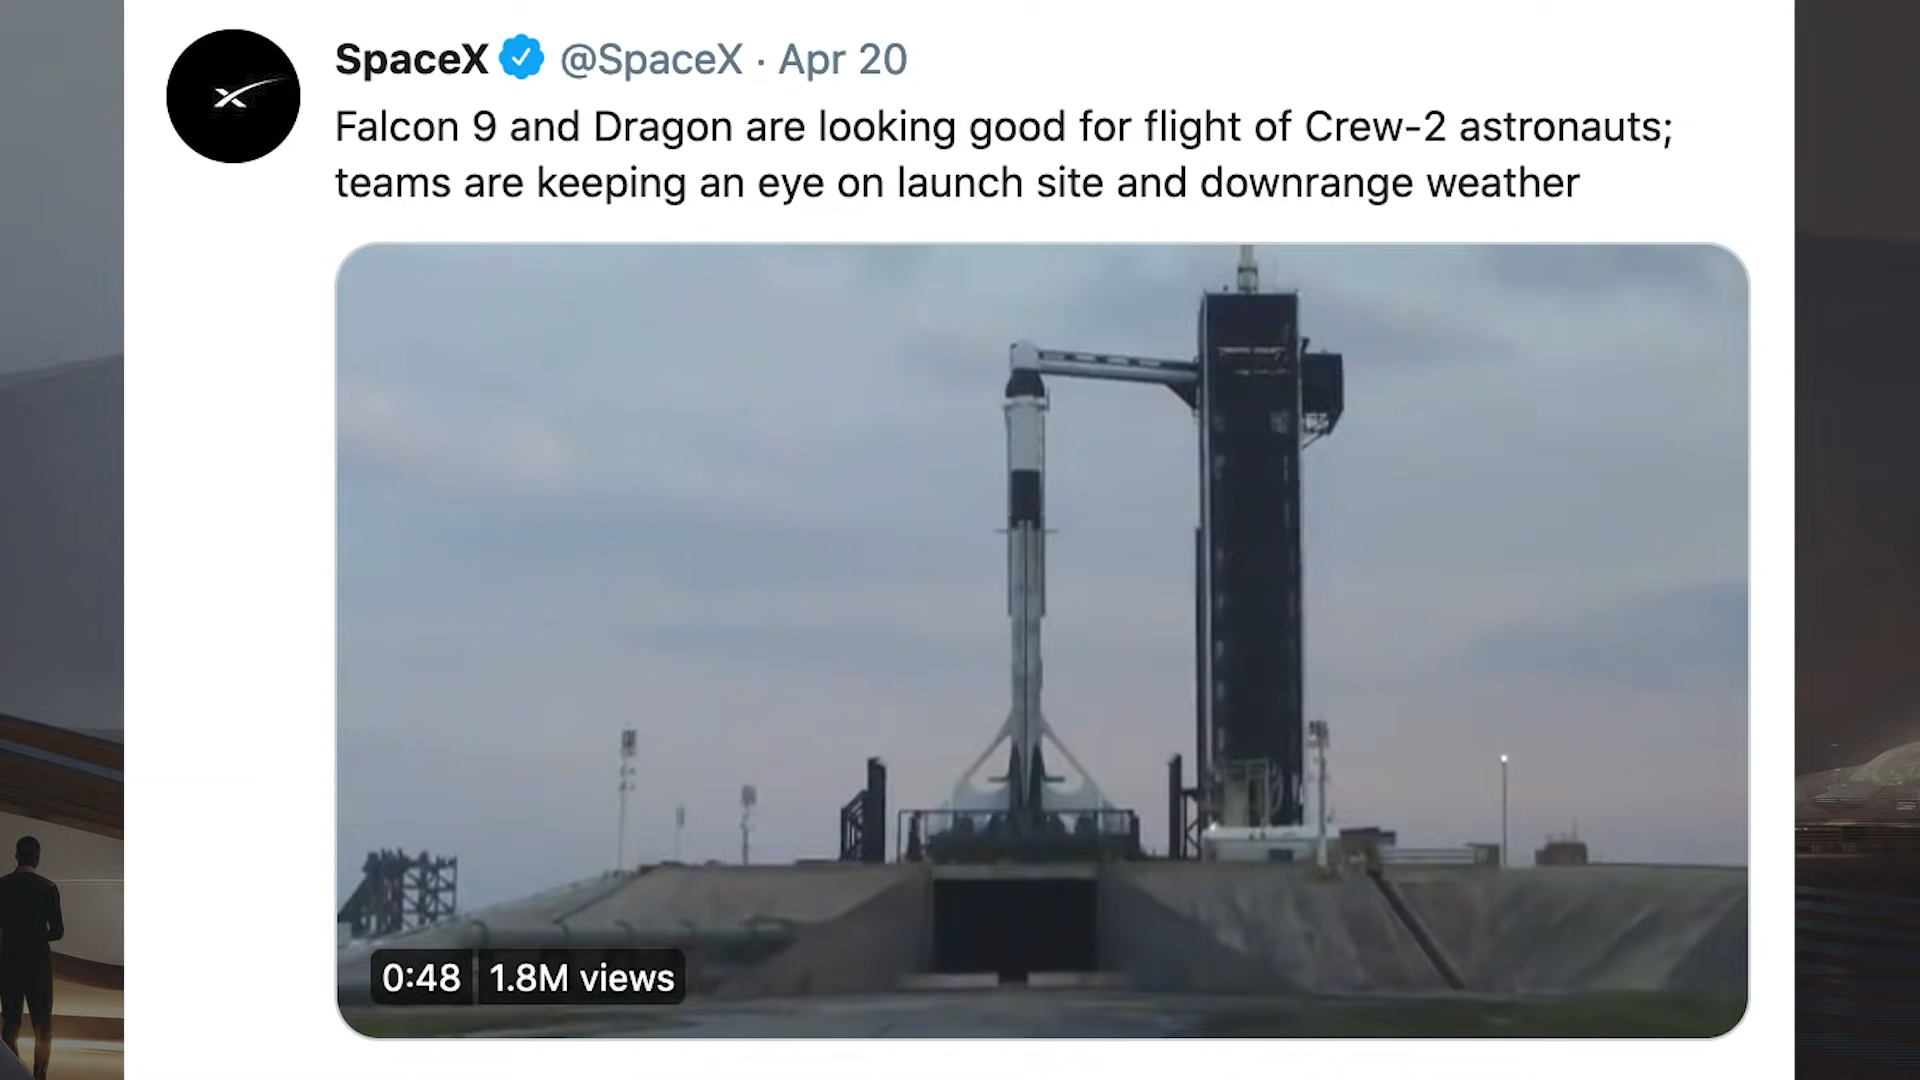 SpaceX @SpaceX · Apr 20
Falcon 9 and Dragon are looking good for flight of Crew-2 astronauts;
teams are keeping an eye on launch site and downrange weather
0:48 1.8M views